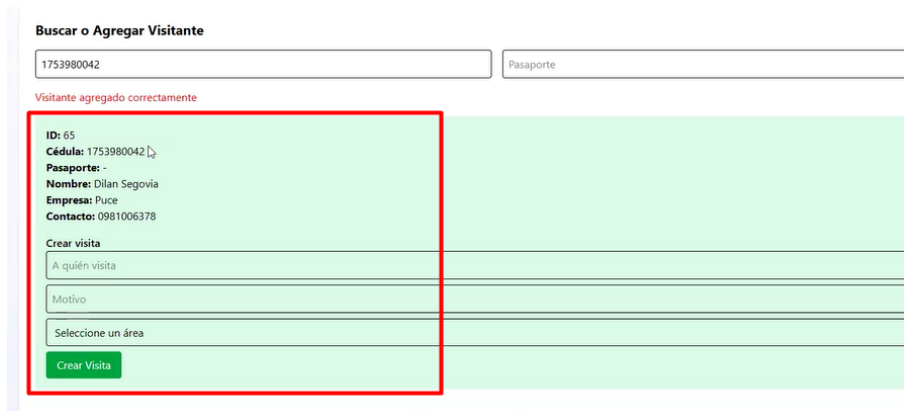 Buscar o Agregar Visitante
1753980042 Pasaporte
Visitante agregado correctamente
ID: 65
Cédula: 1753980042
Pasaporte: -
Nombre: Dilan Segovia
Empresa: Puce
Contacto: 0981006378
Crear visita
A quién visita
Motivo
Seleccione un área
Crear Visita